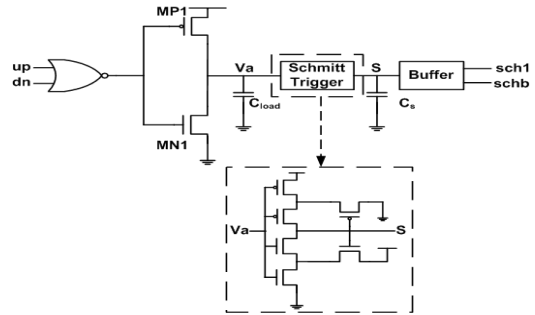 MP1
up
dn
MN1
Va
Cload
Schmitt
Trigger
S
Cs
Buffer
sch1
schb
Va
S